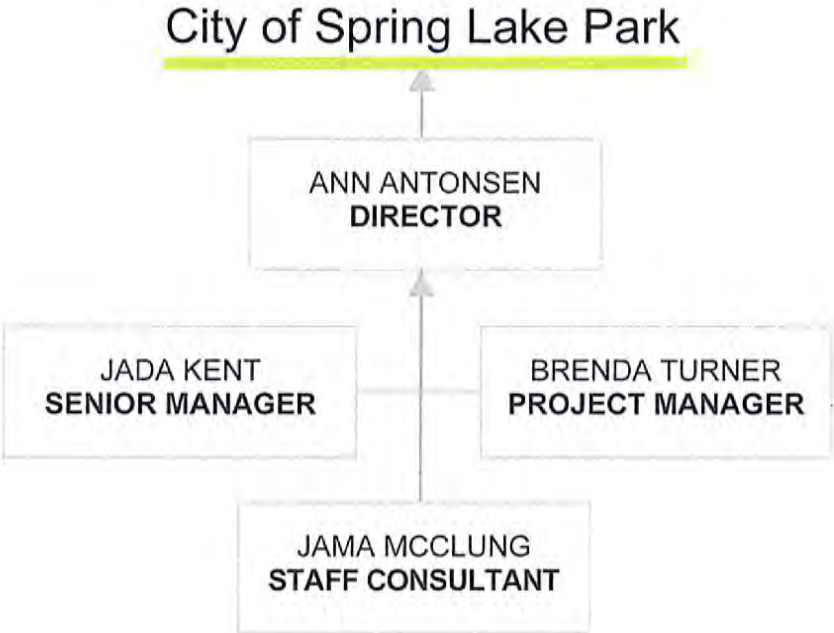 City of Spring Lake Park
ANN ANTONSEN
DIRECTOR
JADA KENT
SENIOR MANAGER
BRENDA TURNER
PROJECT MANAGER
JAMA MCCLUNG
STAFF CONSULTANT